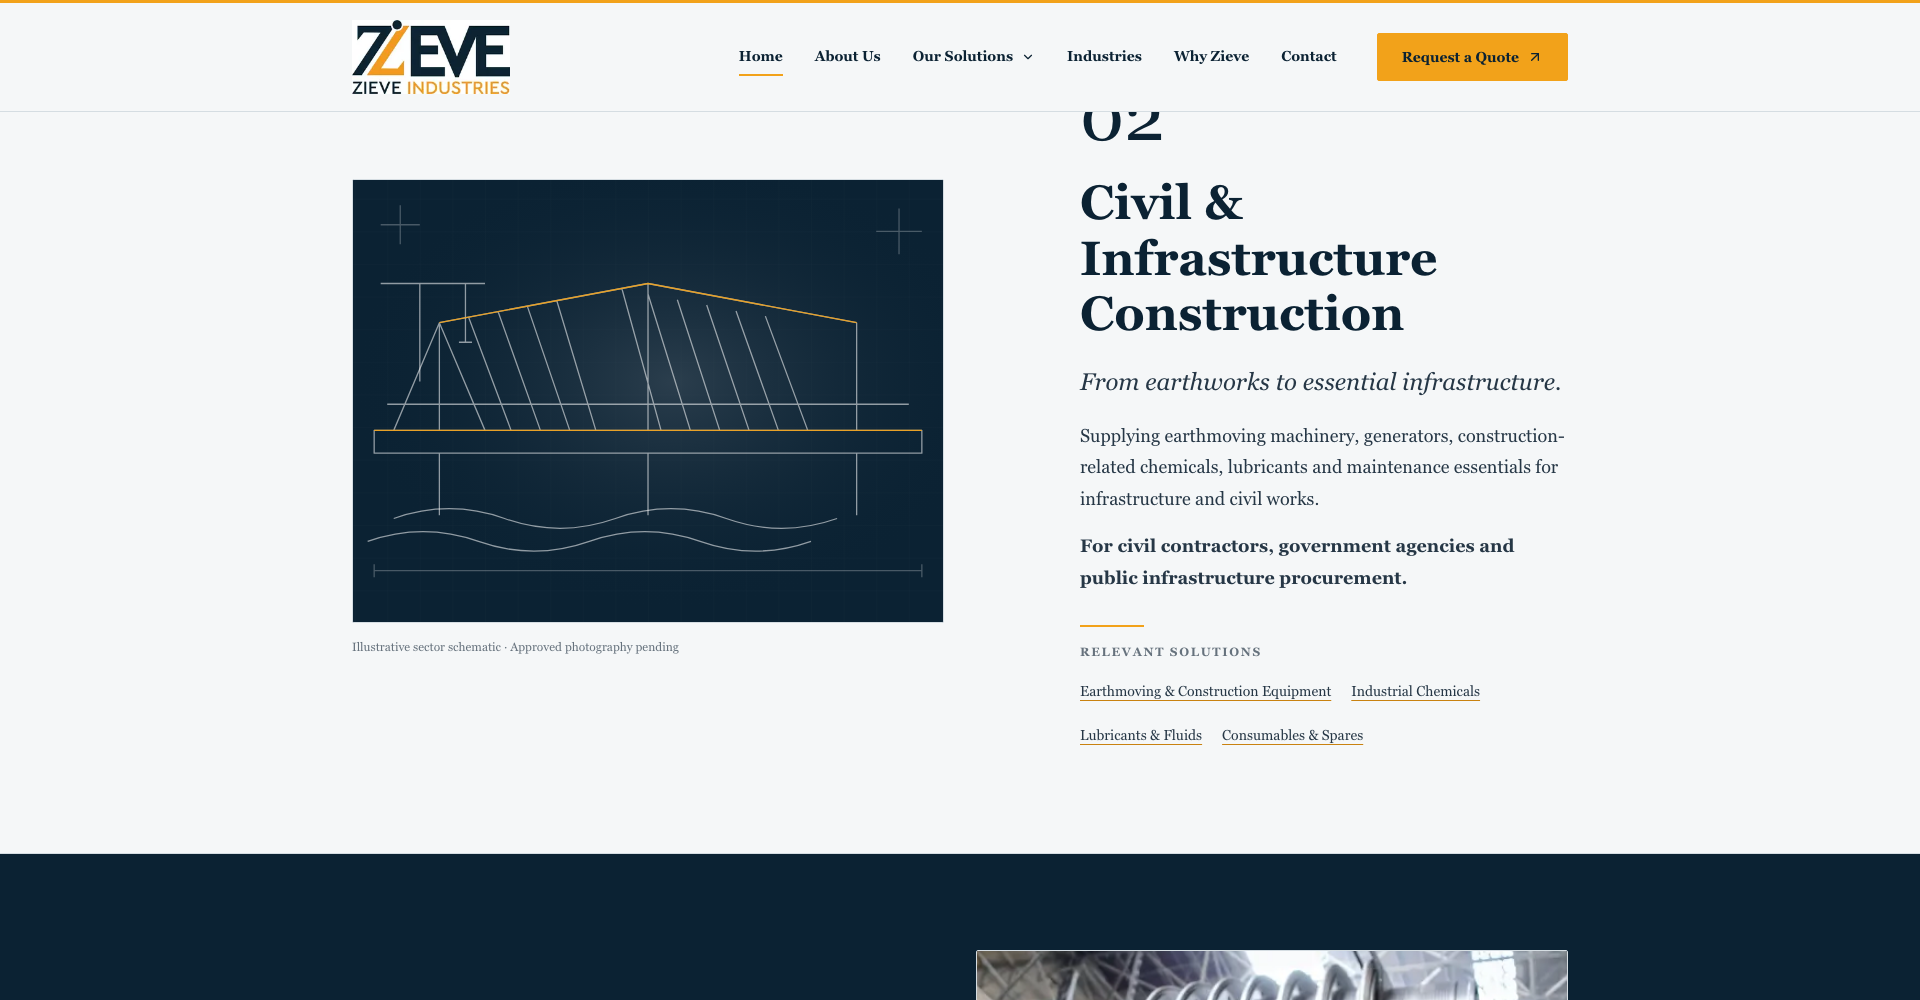 ZIEVE
ZIEVE INDUSTRIES
Home
About Us
Our Solutions
Industries
Why Zieve
Contact
Request a Quote
02
Civil &
Infrastructure
Construction
From earthworks to essential infrastructure.
Supplying earthmoving machinery, generators, construction-
related chemicals, lubricants and maintenance essentials for
infrastructure and civil works.
For civil contractors, government agencies and
public infrastructure procurement.
Illustrative sector schematic · Approved photography pending
RELEVANT SOLUTIONS
Earthmoving & Construction Equipment
Industrial Chemicals
Lubricants & Fluids
Consumables & Spares